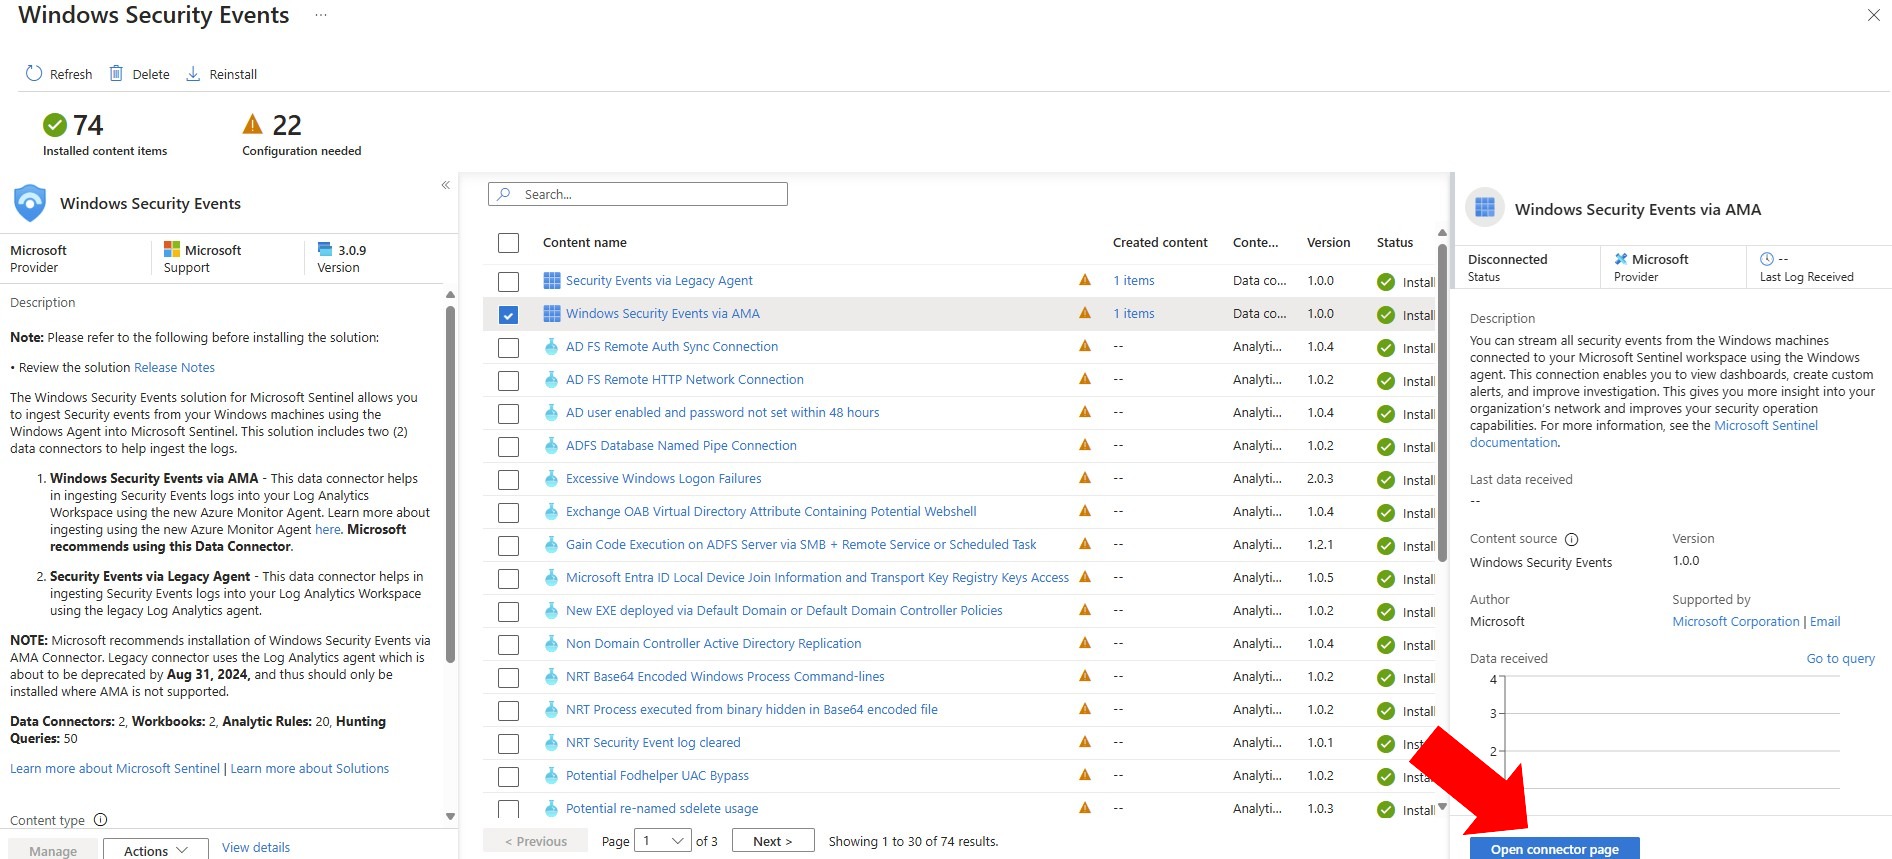 Windows Security Events ...
Refresh Delete Reinstall
74
Installed content items
22
Configuration needed
Windows Security Events
Microsoft
Provider
Microsoft
Support
3.0.9
Version
Description
Note: Please refer to the following before installing the solution:
• Review the solution Release Notes
The Windows Security Events solution for Microsoft Sentinel allows you
to ingest Security events from your Windows machines using the
Windows Agent into Microsoft Sentinel. This solution includes two (2)
data connectors to help ingest the logs.
1. Windows Security Events via AMA - This data connector helps
in ingesting Security Events logs into your Log Analytics
Workspace using the new Azure Monitor Agent. Learn more about
ingesting using the new Azure Monitor Agent here. Microsoft
recommends using this Data Connector.
2. Security Events via Legacy Agent - This data connector helps in
ingesting Security Events logs into your Log Analytics Workspace
using the legacy Log Analytics agent.
NOTE: Microsoft recommends installation of Windows Security Events via
AMA Connector. Legacy connector uses the Log Analytics agent which is
about to be deprecated by Aug 31, 2024, and thus should only be
installed where AMA is not supported.
Data Connectors: 2, Workbooks: 2, Analytic Rules: 20, Hunting
Queries: 50
Learn more about Microsoft Sentinel | Learn more about Solutions
Content type
Manage Actions View details
Search...
Content name Created content Conte... Version Status
Security Events via Legacy Agent 1 items Data co... 1.0.0 Install
Windows Security Events via AMA 1 items Data co... 1.0.0 Install
AD FS Remote Auth Sync Connection -- Analyti... 1.0.4 Install
AD FS Remote HTTP Network Connection -- Analyti... 1.0.2 Install
AD user enabled and password not set within 48 hours -- Analyti... 1.0.4 Install
ADFS Database Named Pipe Connection -- Analyti... 1.0.2 Install
Excessive Windows Logon Failures -- Analyti... 2.0.3 Install
Exchange OAB Virtual Directory Attribute Containing Potential Webshell -- Analyti... 1.0.4 Install
Gain Code Execution on ADFS Server via SMB + Remote Service or Scheduled Task -- Analyti... 1.2.1 Install
Microsoft Entra ID Local Device Join Information and Transport Key Registry Keys Access -- Analyti... 1.0.5 Install
New EXE deployed via Default Domain or Default Domain Controller Policies -- Analyti... 1.0.2 Install
Non Domain Controller Active Directory Replication -- Analyti... 1.0.4 Install
NRT Base64 Encoded Windows Process Command-lines -- Analyti... 1.0.2 Install
NRT Process executed from binary hidden in Base64 encoded file -- Analyti... 1.0.2 Install
NRT Security Event log cleared -- Analyti... 1.0.1 Inst
Potential Fodhelper UAC Bypass -- Analyti... 1.0.2 Insta
Potential re-named sdelete usage -- Analyti... 1.0.3 Install
< Previous Page 1 of 3 Next > Showing 1 to 30 of 74 results.
Windows Security Events via AMA
Disconnected
Status
Microsoft
Provider
--
Last Log Received
Description
You can stream all security events from the Windows machines
connected to your Microsoft Sentinel workspace using the Windows
agent. This connection enables you to view dashboards, create custom
alerts, and improve investigation. This gives you more insight into your
organization's network and improves your security operation
capabilities. For more information, see the Microsoft Sentinel
documentation.
Last data received
--
Content source Version
Windows Security Events 1.0.0
Author Supported by
Microsoft Microsoft Corporation | Email
Data received Go to query
4
3
2
Open connector page